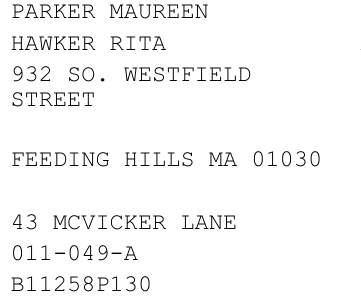 PARKER MAUREEN
HAWKER RITA
932 SO. WESTFIELD
STREET
FEEDING HILLS MA 01030
43 MCVICKER LANE
011-049-A
B11258P130